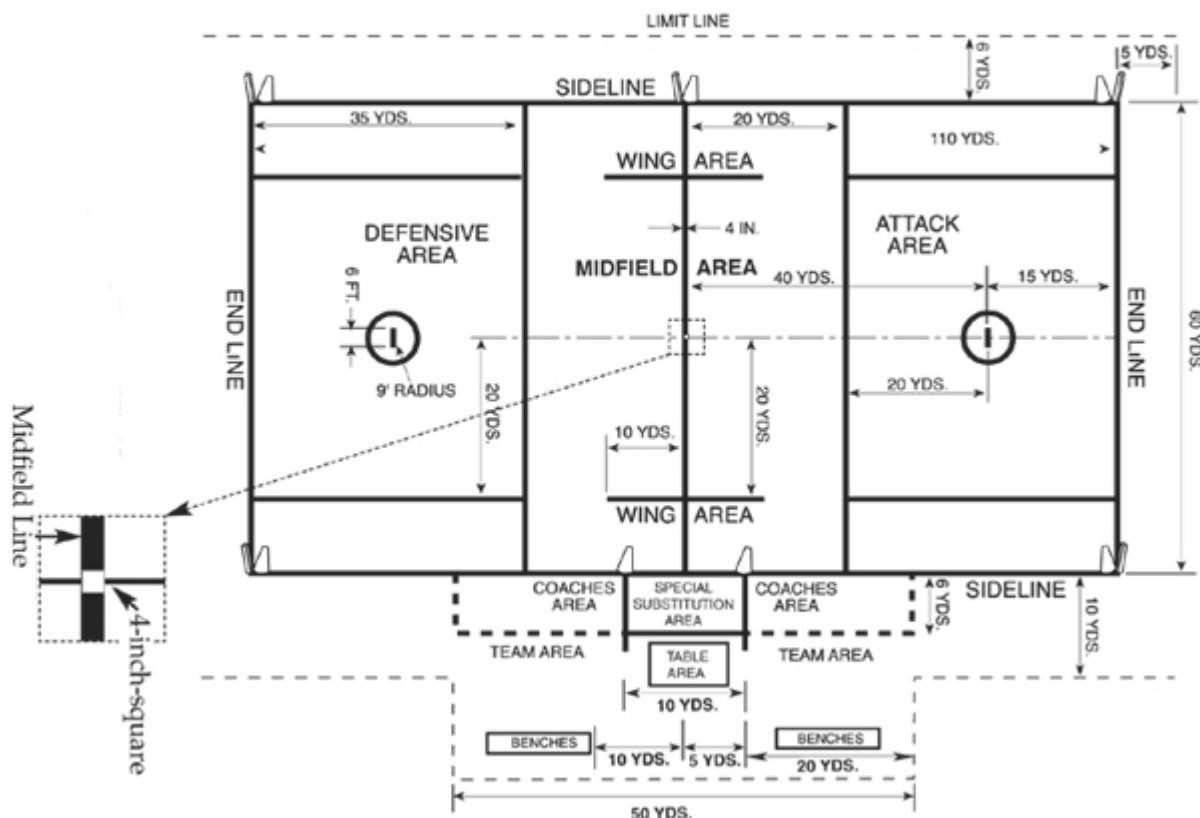 LIMIT LINE
6 YDS.
5 YDS.
SIDELINE
35 YDS.
20 YDS.
110 YDS.
WING AREA
4 IN.
DEFENSIVE
AREA
ATTACK
AREA
MIDFIELD AREA
40 YDS.
15 YDS.
6 FT.
END LINE
END LINE
60 YDS.
9' RADIUS
20 YDS.
20 YDS.
20 YDS.
10 YDS.
WING AREA
Midfield Line
4-inch-square
COACHES
AREA
SPECIAL
SUBSTITUTION
AREA
COACHES
AREA
6 YDS.
SIDELINE
10 YDS.
TEAM AREA
TABLE
AREA
TEAM AREA
10 YDS.
BENCHES
10 YDS.
5 YDS.
BENCHES
20 YDS.
50 YDS.